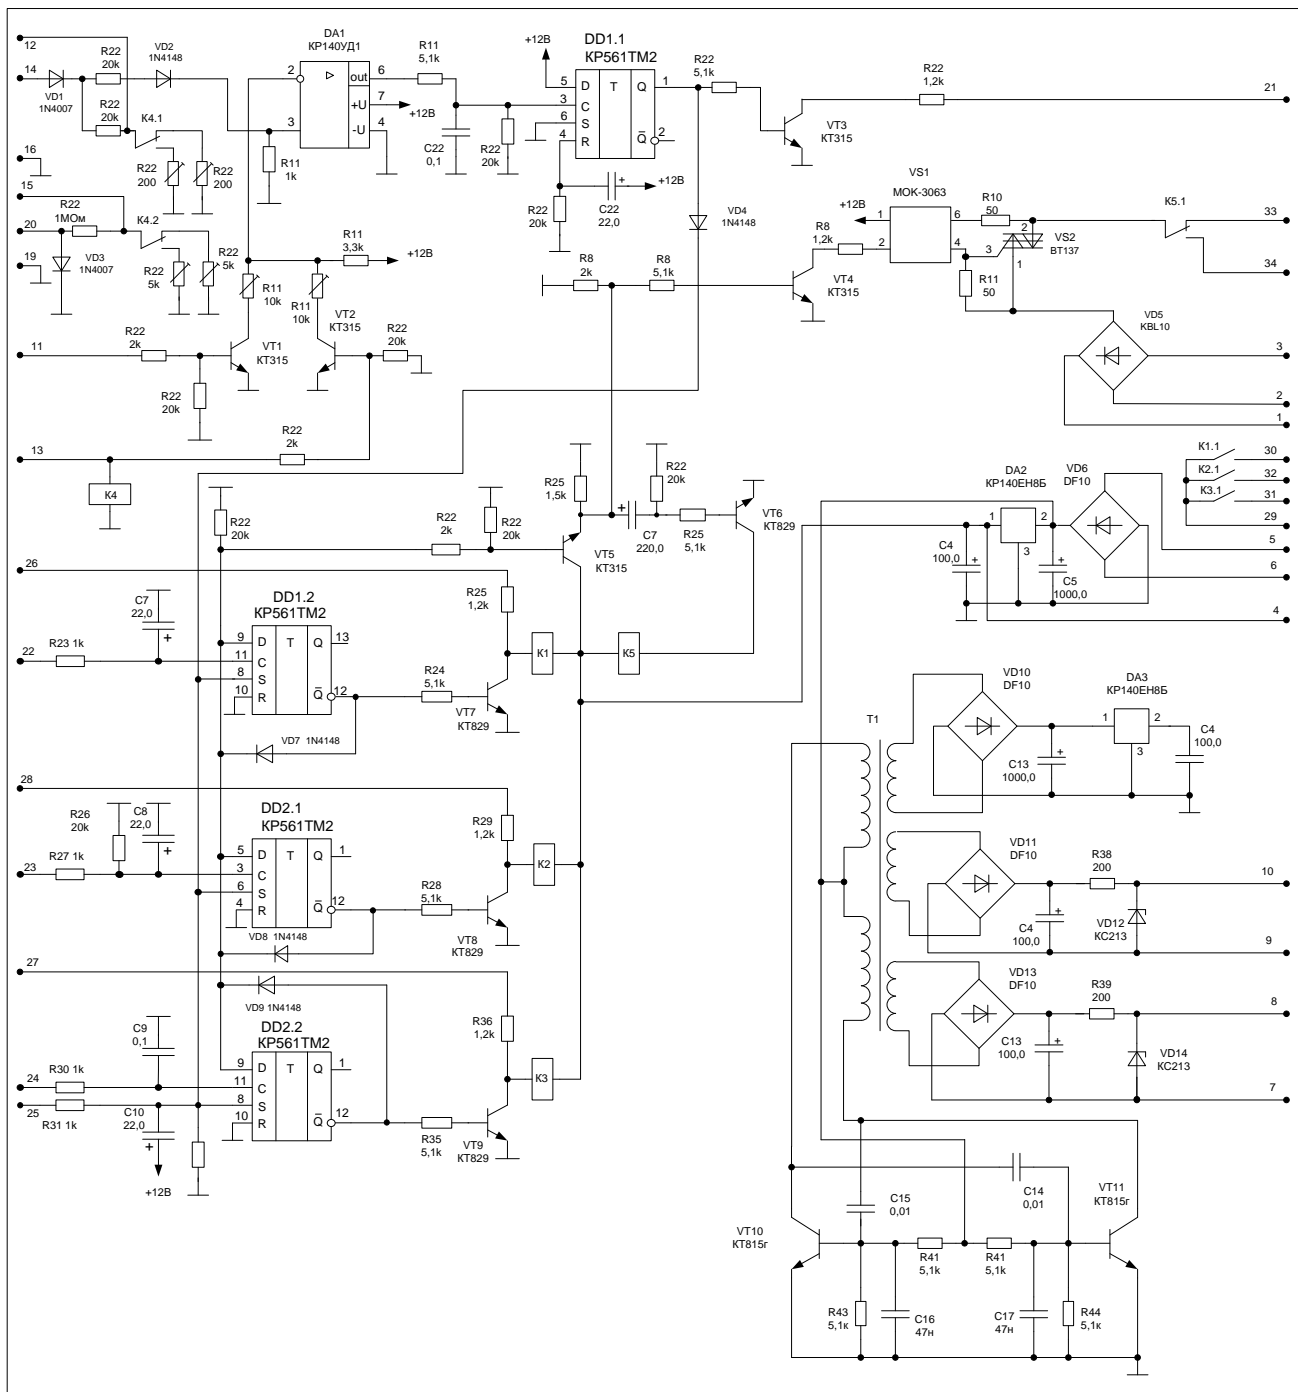 12
14
VD1
1N4007
R22
20k
VD2
1N4148
R22
20k
K4.1
R22
200
R22
200
DA1
КР140УД1
2
3
out
+U
-U
6
7
4
+12В
R11
1k
R11
5,1k
C22
0,1
R22
20k
+12В
DD1.1
КР561ТМ2
5
3
6
4
D
C
S
R
T
Q
Q
1
2
R22
5,1k
VT3
КТ315
R22
1,2k
21
C22
22,0
+
+12В
R22
20k
VD4
1N4148
16
15
20
19
R22
1МОм
VD3
1N4007
K4.2
R22
5k
R22
5k
R11
3,3k
+12В
R11
10k
R11
10k
VT2
КТ315
VT1
КТ315
R22
20k
11
R22
2k
R22
20k
13
R22
2k
K4
R8
2k
R8
5,1k
VT4
КТ315
R8
1,2k
+12В
VS1
МОК-3063
1
2
6
4
R10
50
R11
50
3
2
1
VS2
BT137
K5.1
33
34
VD5
KBL10
3
2
1
K1.1
K2.1
K3.1
30
32
31
29
5
6
4
DA2
КР140ЕН8Б
1
2
3
VD6
DF10
C4
100,0
+
C5
1000,0
+
R22
20k
R22
2k
R22
20k
R25
1,5k
VT5
КТ315
+
C7
220,0
R22
20k
R25
5,1k
VT6
КТ829
26
C7
22,0
+
22
R23 1k
DD1.2
КР561ТМ2
9
11
8
10
D
C
S
R
T
Q
Q
13
12
R25
1,2k
R24
5,1k
VT7
КТ829
K1
K5
VD7 1N4148
28
R26
20k
C8
22,0
+
23
R27 1k
DD2.1
КР561ТМ2
5
3
6
4
D
C
S
R
T
Q
Q
1
12
R29
1,2k
R28
5,1k
VT8
КТ829
K2
VD8 1N4148
27
VD9 1N4148
C9
0,1
24
R30 1k
25
R31 1k
C10
22,0
+
+12В
DD2.2
КР561ТМ2
9
11
8
10
D
C
S
R
T
Q
Q
1
12
R36
1,2k
R35
5,1k
VT9
КТ829
K3
T1
VD10
DF10
C13
1000,0
+
DA3
КР140ЕН8Б
1
2
3
C4
100,0
VD11
DF10
C4
100,0
+
R38
200
VD12
КС213
10
9
VD13
DF10
C13
100,0
+
R39
200
VD14
КС213
8
7
C15
0,01
C14
0,01
VT10
КТ815г
VT11
КТ815г
R41
5,1k
R41
5,1k
R43
5,1к
C16
47н
C17
47н
R44
5,1к